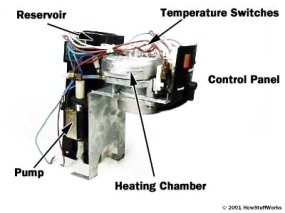 Reservoir
Temperature Switches
Control Panel
Pump
Heating Chamber
© 2001 HowStuffWorks